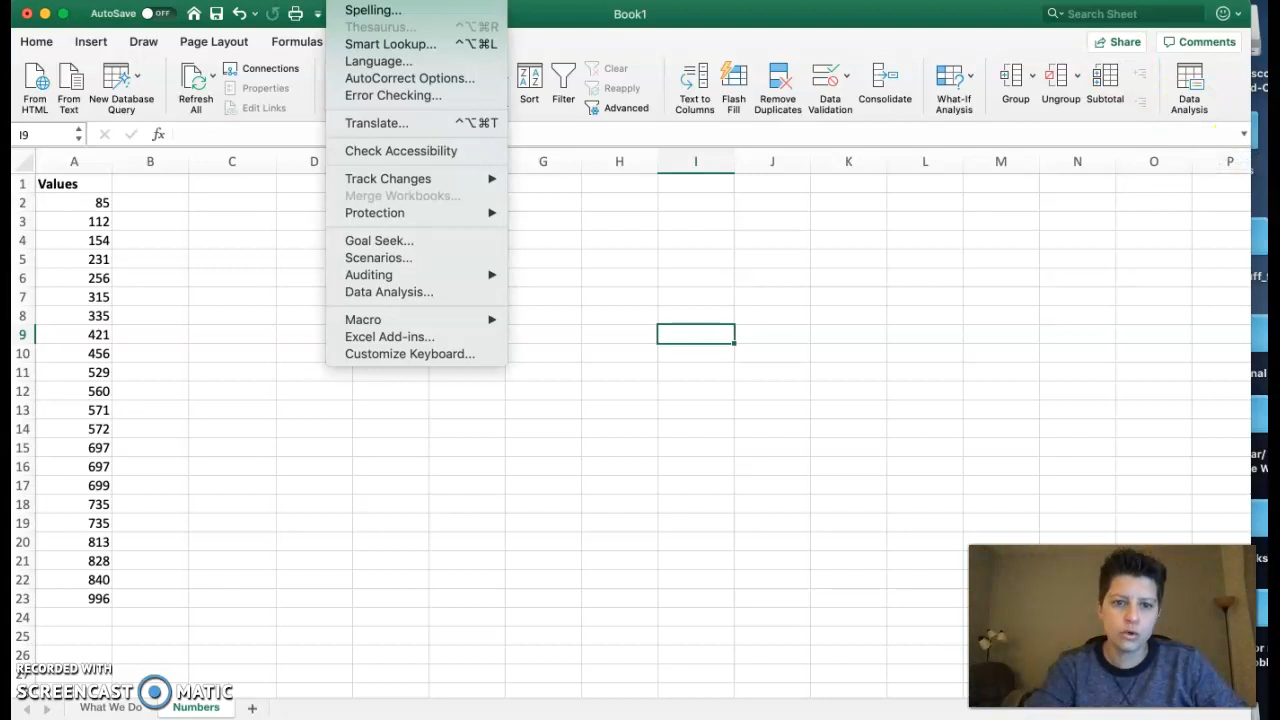 AutoSave OFF
Book1
Search Sheet
Home Insert Draw Page Layout Formulas
Share Comments
From HTML
From Text
New Database Query
Refresh All
Connections
Properties
Edit Links
Sort
Filter
Clear
Reapply
Advanced
Text to Columns
Flash Fill
Remove Duplicates
Data Validation
Consolidate
What-If Analysis
Group
Ungroup
Subtotal
Data Analysis
Spelling...
Thesaurus... ^⌥⌘R
Smart Lookup... ^⌥⌘L
Language...
AutoCorrect Options...
Error Checking...
Translate... ^⌥⌘T
Check Accessibility
Track Changes
Merge Workbooks...
Protection
Goal Seek...
Scenarios...
Auditing
Data Analysis...
Macro
Excel Add-ins...
Customize Keyboard...
I9 fx
A B C D G H I J K L M N O P
1 Values
2 85
3 112
4 154
5 231
6 256
7 315
8 335
9 421
10 456
11 529
12 560
13 571
14 572
15 697
16 697
17 699
18 735
19 735
20 813
21 828
22 840
23 996
24
25
26
RECORDED WITH
SCREENCAST MATIC
What We Do Numbers